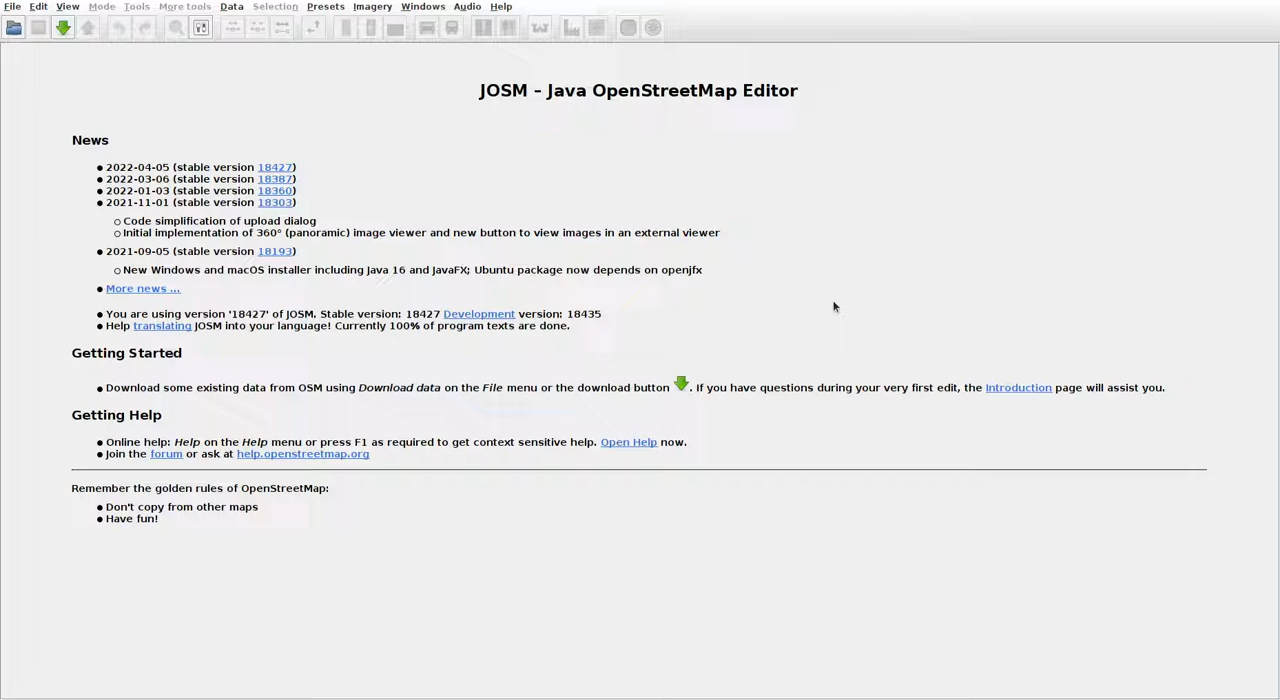 File Edit View Mode Tools More tools Data Selection Presets Imagery Windows Audio Help
JOSM – Java OpenStreetMap Editor
News
2022-04-05 (stable version 18427)
2022-03-06 (stable version 18387)
2022-01-03 (stable version 18360)
2021-11-01 (stable version 18303)
Code simplification of upload dialog
Initial implementation of 360° (panoramic) image viewer and new button to view images in an external viewer
2021-09-05 (stable version 18193)
New Windows and macOS installer including Java 16 and JavaFX; Ubuntu package now depends on openjfx
More news ...
You are using version '18427' of JOSM. Stable version: 18427 Development version: 18435
Help translating JOSM into your language! Currently 100% of program texts are done.
Getting Started
Download some existing data from OSM using Download data on the File menu or the download button . If you have questions during your very first edit, the Introduction page will assist you.
Getting Help
Online help: Help on the Help menu or press F1 as required to get context sensitive help. Open Help now.
Join the forum or ask at help.openstreetmap.org
Remember the golden rules of OpenStreetMap:
Don't copy from other maps
Have fun!